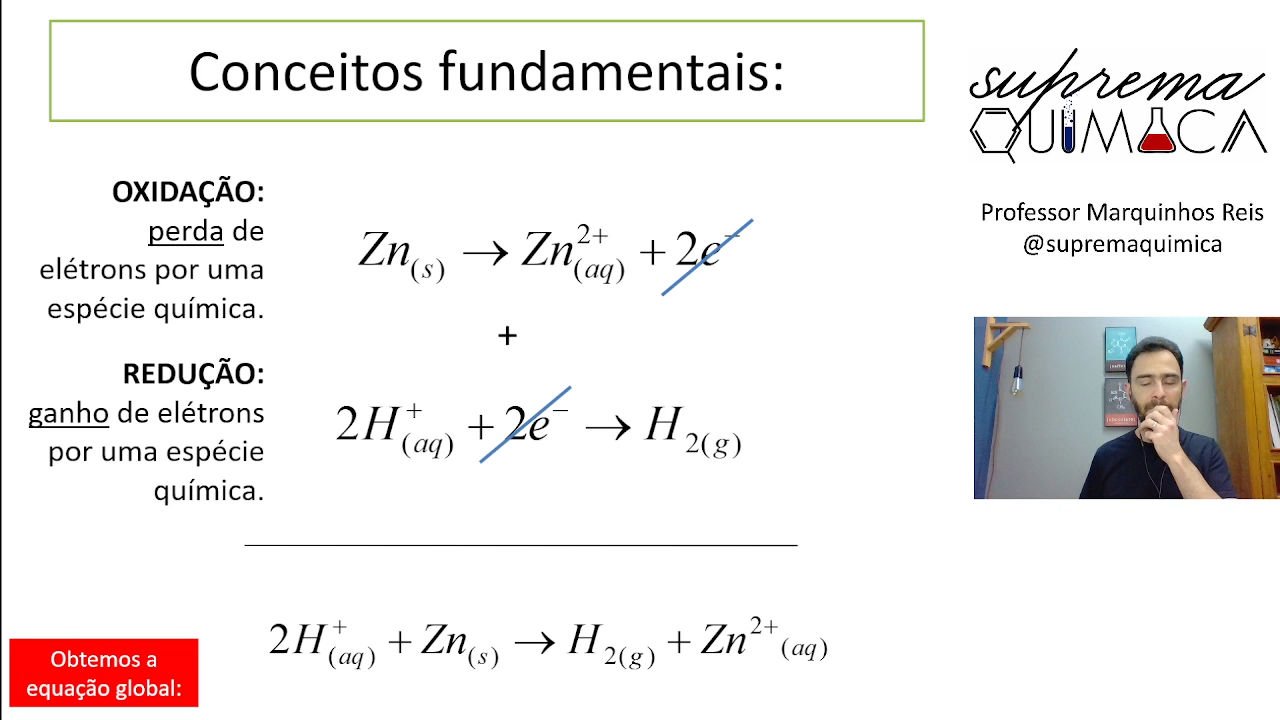 Conceitos fundamentais:
suprema
QUÍMICA
Professor Marquinhos Reis
@supremaquimica
OXIDAÇÃO:
perda de
elétrons por uma
espécie química.
Zn(s) → Zn²⁺(aq) + 2e⁻
+
REDUÇÃO:
ganho de elétrons
por uma espécie
química.
2H⁺(aq) + 2e⁻ → H₂(g)
Obtemos a
equação global:
2H⁺(aq) + Zn(s) → H₂(g) + Zn²⁺(aq)